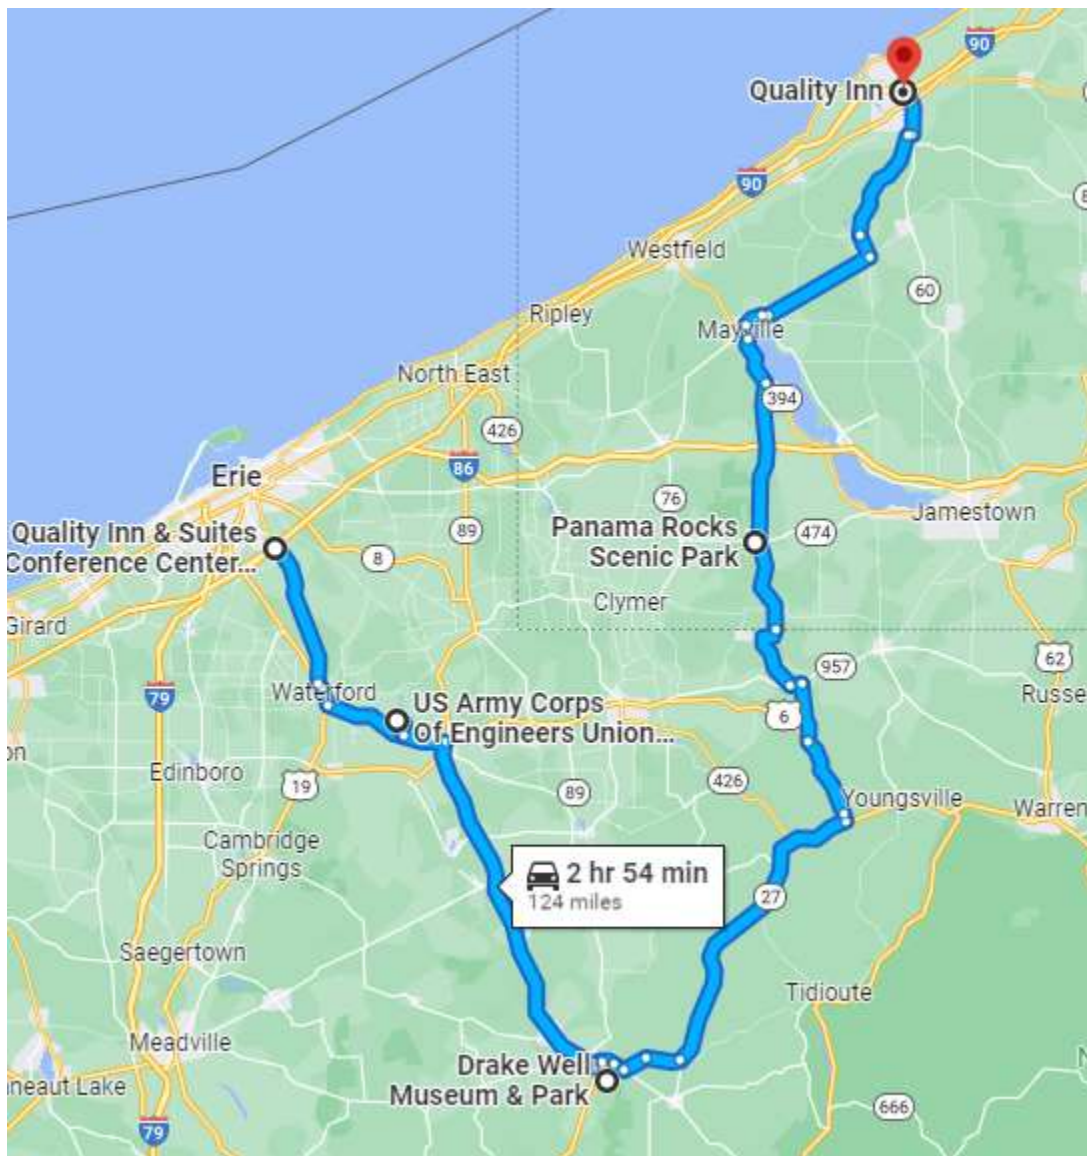 90
Quality Inn
90
8
Westfield
60
Ripley
Mayville
North East
394
426
Erie
86
76
Jamestown
Quality Inn & Suites
Conference Center...
89
Panama Rocks
Scenic Park
474
8
Clymer
Girard
957
62
79
Waterford
US Army Corps
Of Engineers Union...
6
Russe
on
Edinboro
19
89
426
Youngsville
Warren
Cambridge
Springs
2 hr 54 min
124 miles
27
Saegertown
Tidioute
Meadville
Drake Well
Museum & Park
nneaut Lake
N
666
79